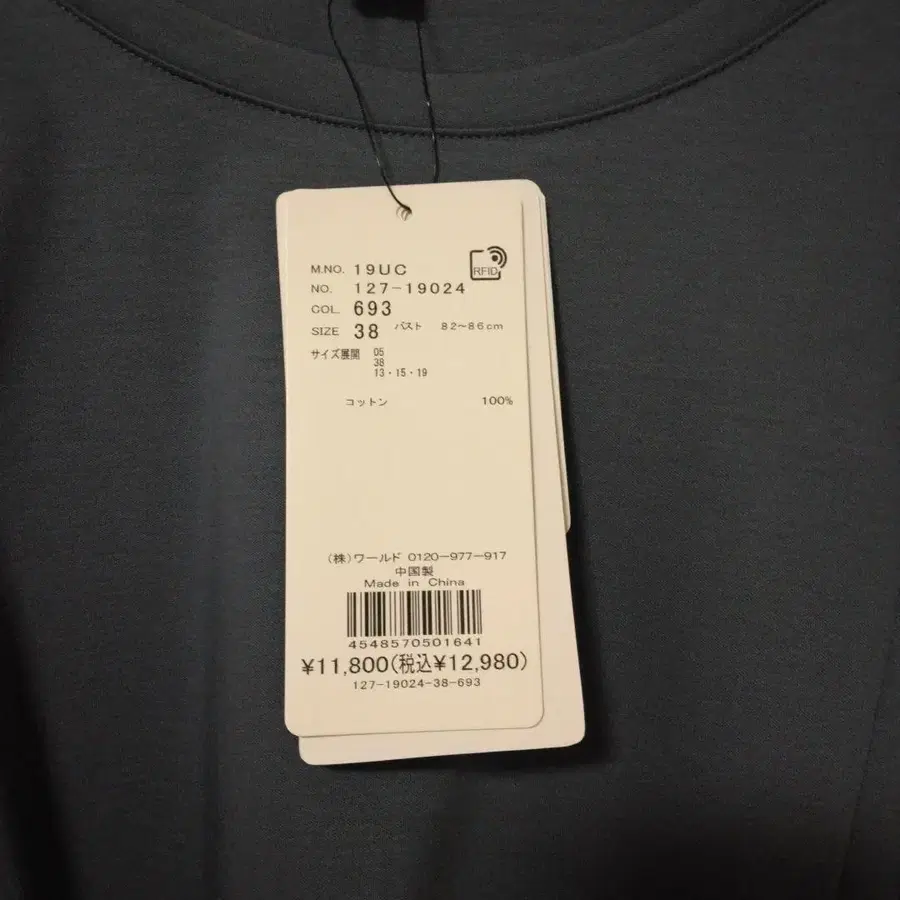 M.NO. 19UC
RFID
NO. 127-19024
COL. 693
SIZE 38 バスト 82~86cm
サイズ展開 05
38
13・15・19
コットン 100%
(株)ワールド 0120-977-917
中国製
Made in China
4548570501641
¥11,800(税込¥12,980)
127-19024-38-693